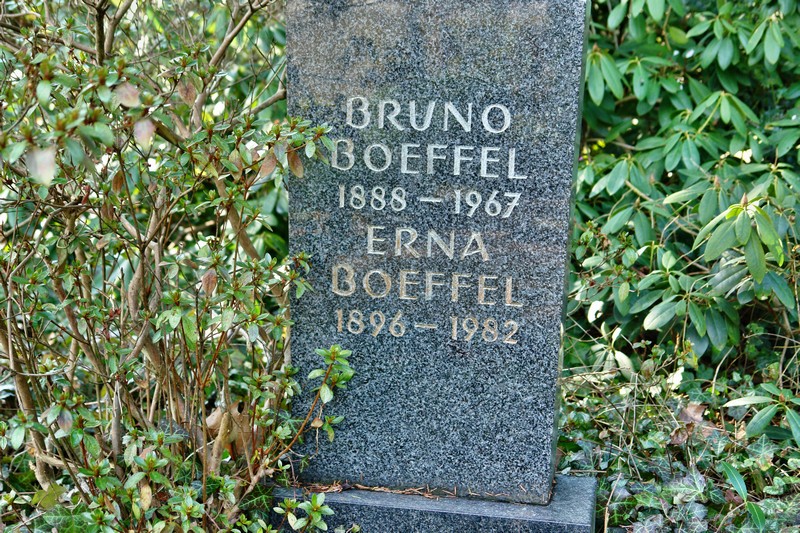 BRUNO
BOEFFEL
1888 – 1967
ERNA
BOEFFEL
1896 – 1982